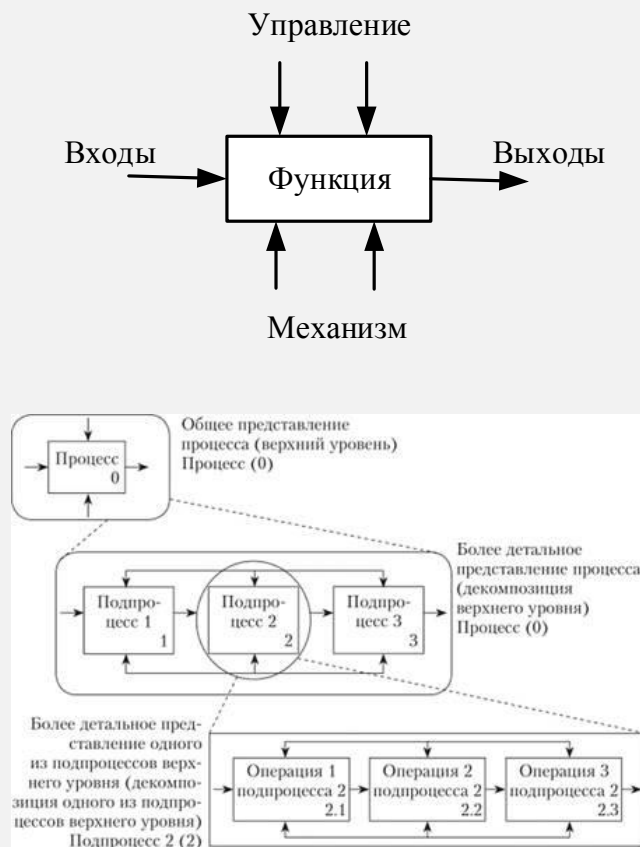 Управление
Входы
Функция
Выходы
Механизм
Общее представление
процесса (верхний уровень)
Процесс (0)
Процесс
0
Более детальное
представление процесса
(декомпозиция
верхнего уровня)
Процесс (0)
Подпро-
цесс 1
1
Подпро-
цесс 2
2
Подпро-
цесс 3
3
Более детальное пред-
ставление одного
из подпроцессов верх-
него уровня (декомпо-
зиция одного из подпро-
цессов верхнего уровня)
Подпроцесс 2 (2)
Операция 1
подпроцесса 2
2.1
Операция 2
подпроцесса 2
2.2
Операция 3
подпроцесса 2
2.3